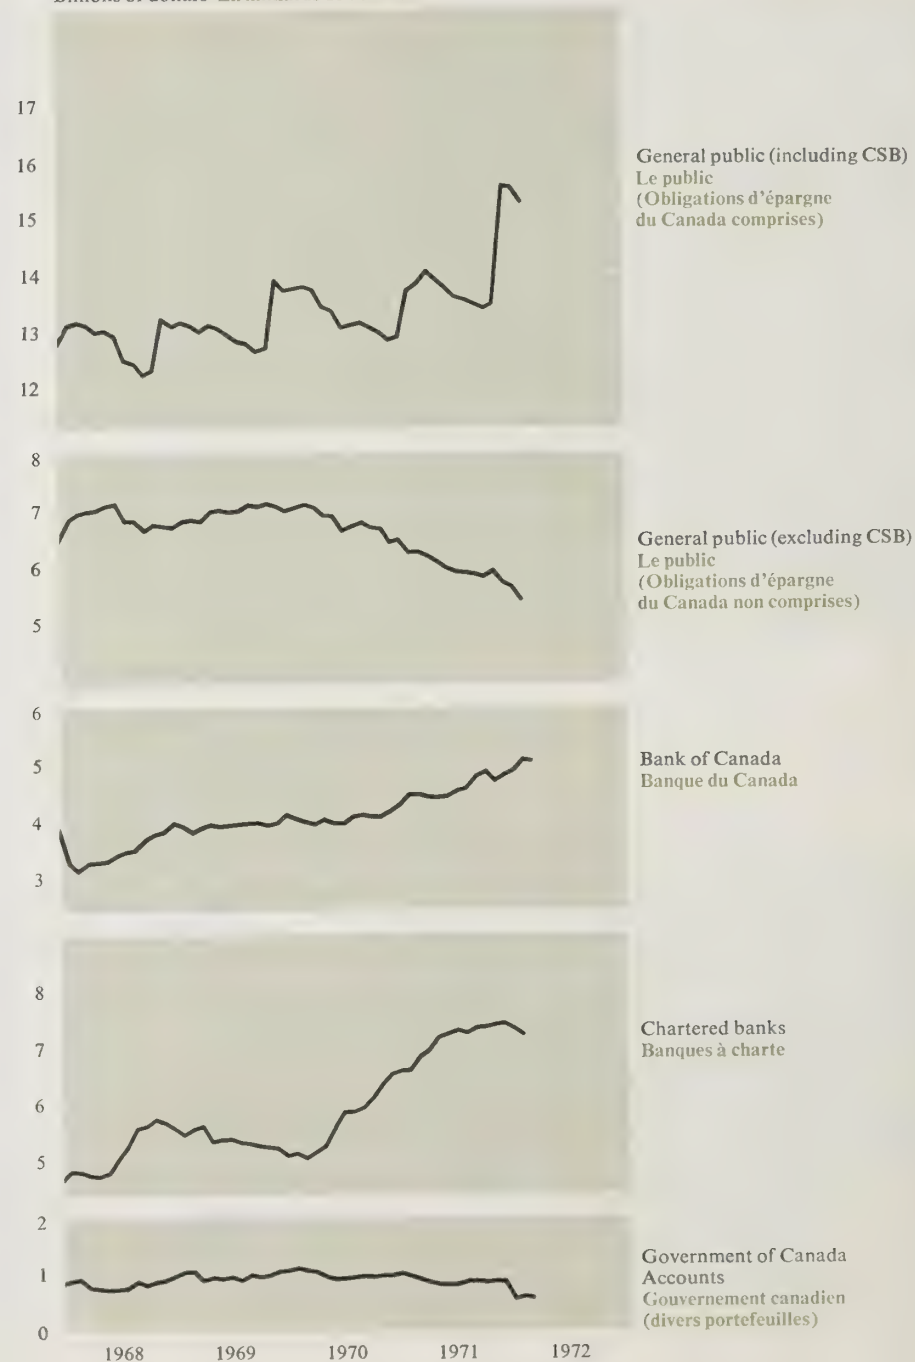 17
16
15
14
13
12
General public (including CSB)
Le public
(Obligations d'épargne
du Canada comprises)
8
7
6
5
General public (excluding CSB)
Le public
(Obligations d'épargne
du Canada non comprises)
6
5
4
3
Bank of Canada
Banque du Canada
8
7
6
5
Chartered banks
Banques à charte
2
1
0
Government of Canada
Accounts
Gouvernement canadien
(divers portefeuilles)
1968 1969 1970 1971 1972